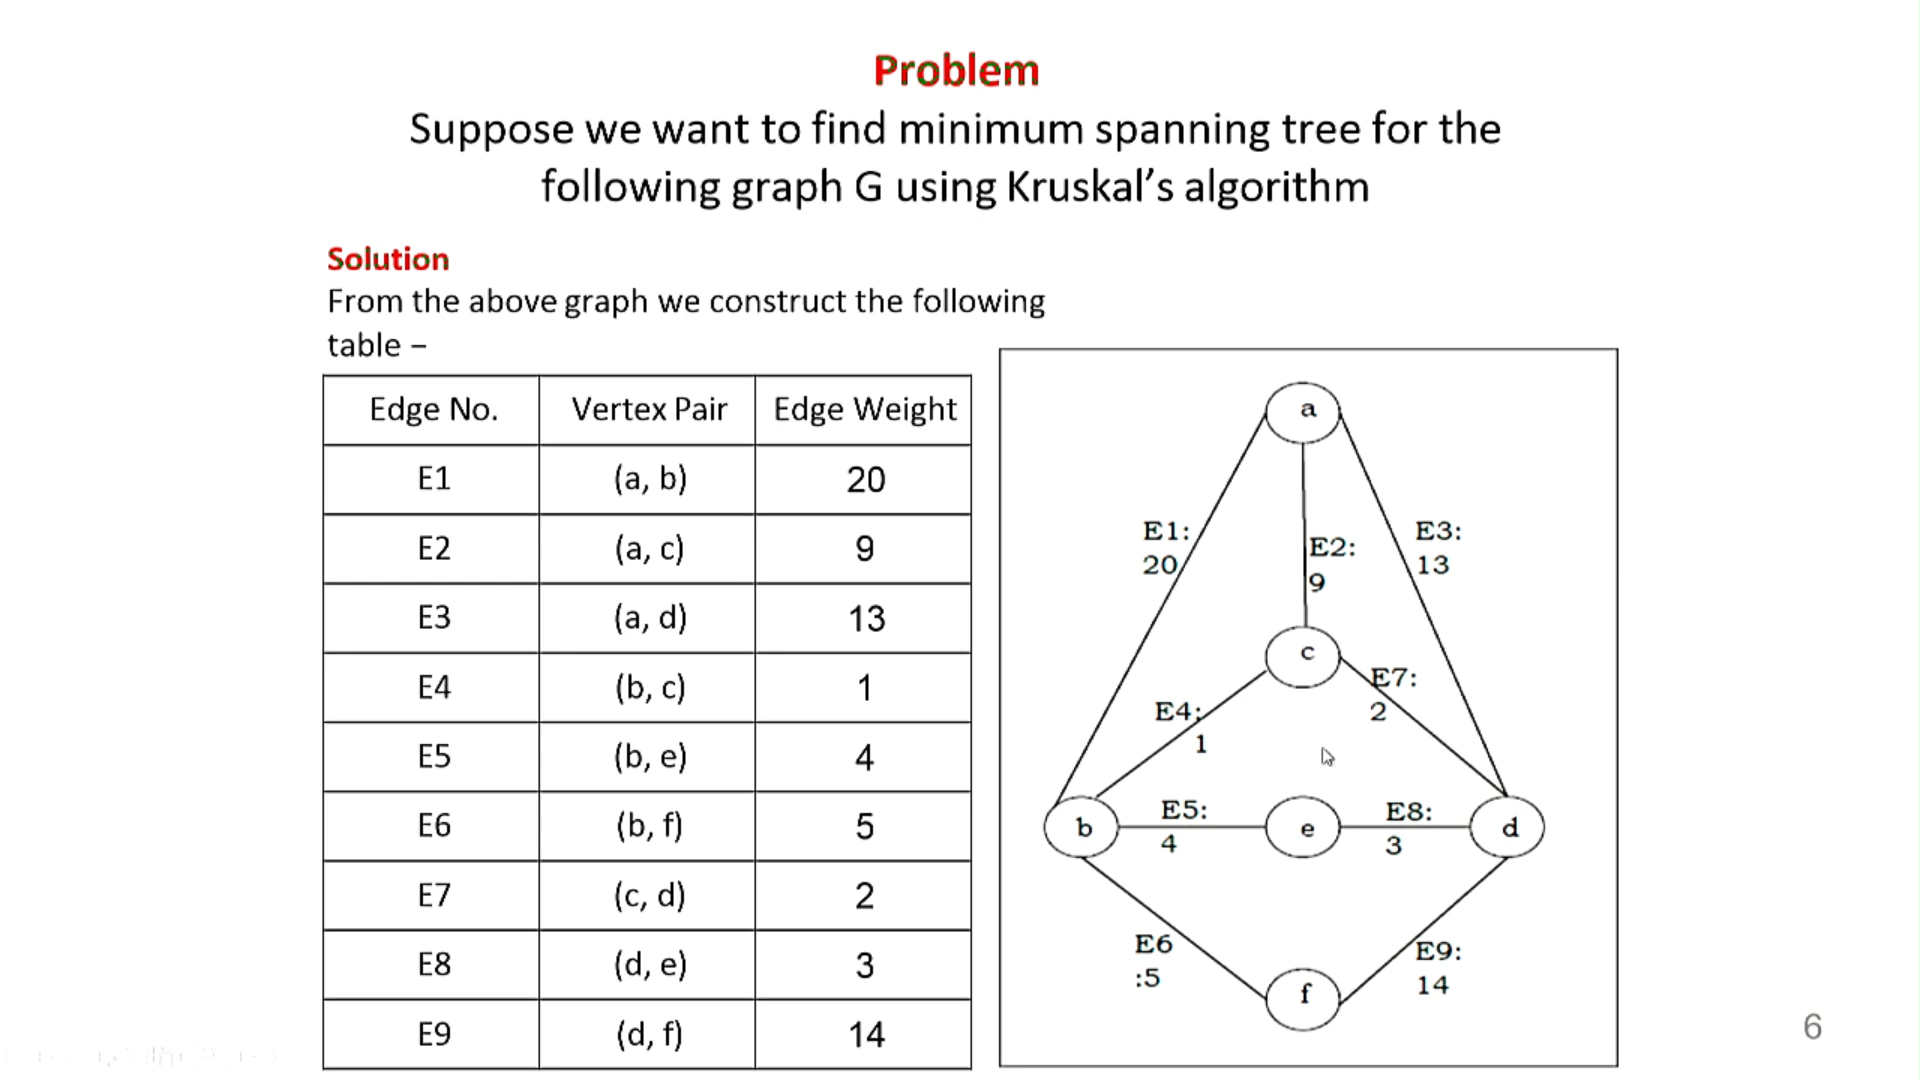 Problem
Suppose we want to find minimum spanning tree for the
following graph G using Kruskal’s algorithm
Solution
From the above graph we construct the following
table –
Edge No. Vertex Pair Edge Weight
E1 (a, b) 20
E2 (a, c) 9
E3 (a, d) 13
E4 (b, c) 1
E5 (b, e) 4
E6 (b, f) 5
E7 (c, d) 2
E8 (d, e) 3
E9 (d, f) 14
a
E1:
20
E2:
9
E3:
13
c
E7:
2
E4:
1
b
E5:
4
e
E8:
3
d
E6
:5
E9:
14
f
6